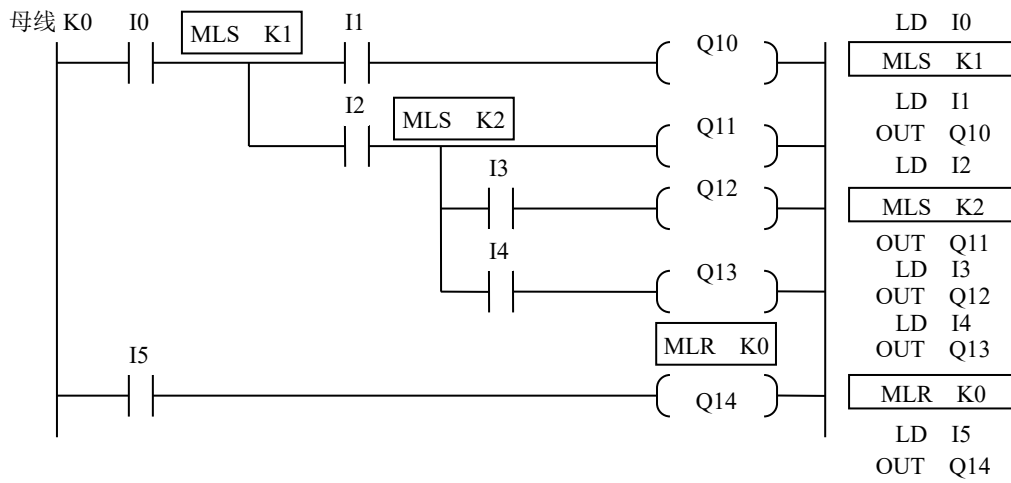 母线 K0 I0 MLS K1 I1 Q10
I2 MLS K2 Q11
I3 Q12
I4 Q13
MLR K0
I5 Q14
LD I0
MLS K1
LD I1
OUT Q10
LD I2
MLS K2
OUT Q11
LD I3
OUT Q12
LD I4
OUT Q13
MLR K0
LD I5
OUT Q14